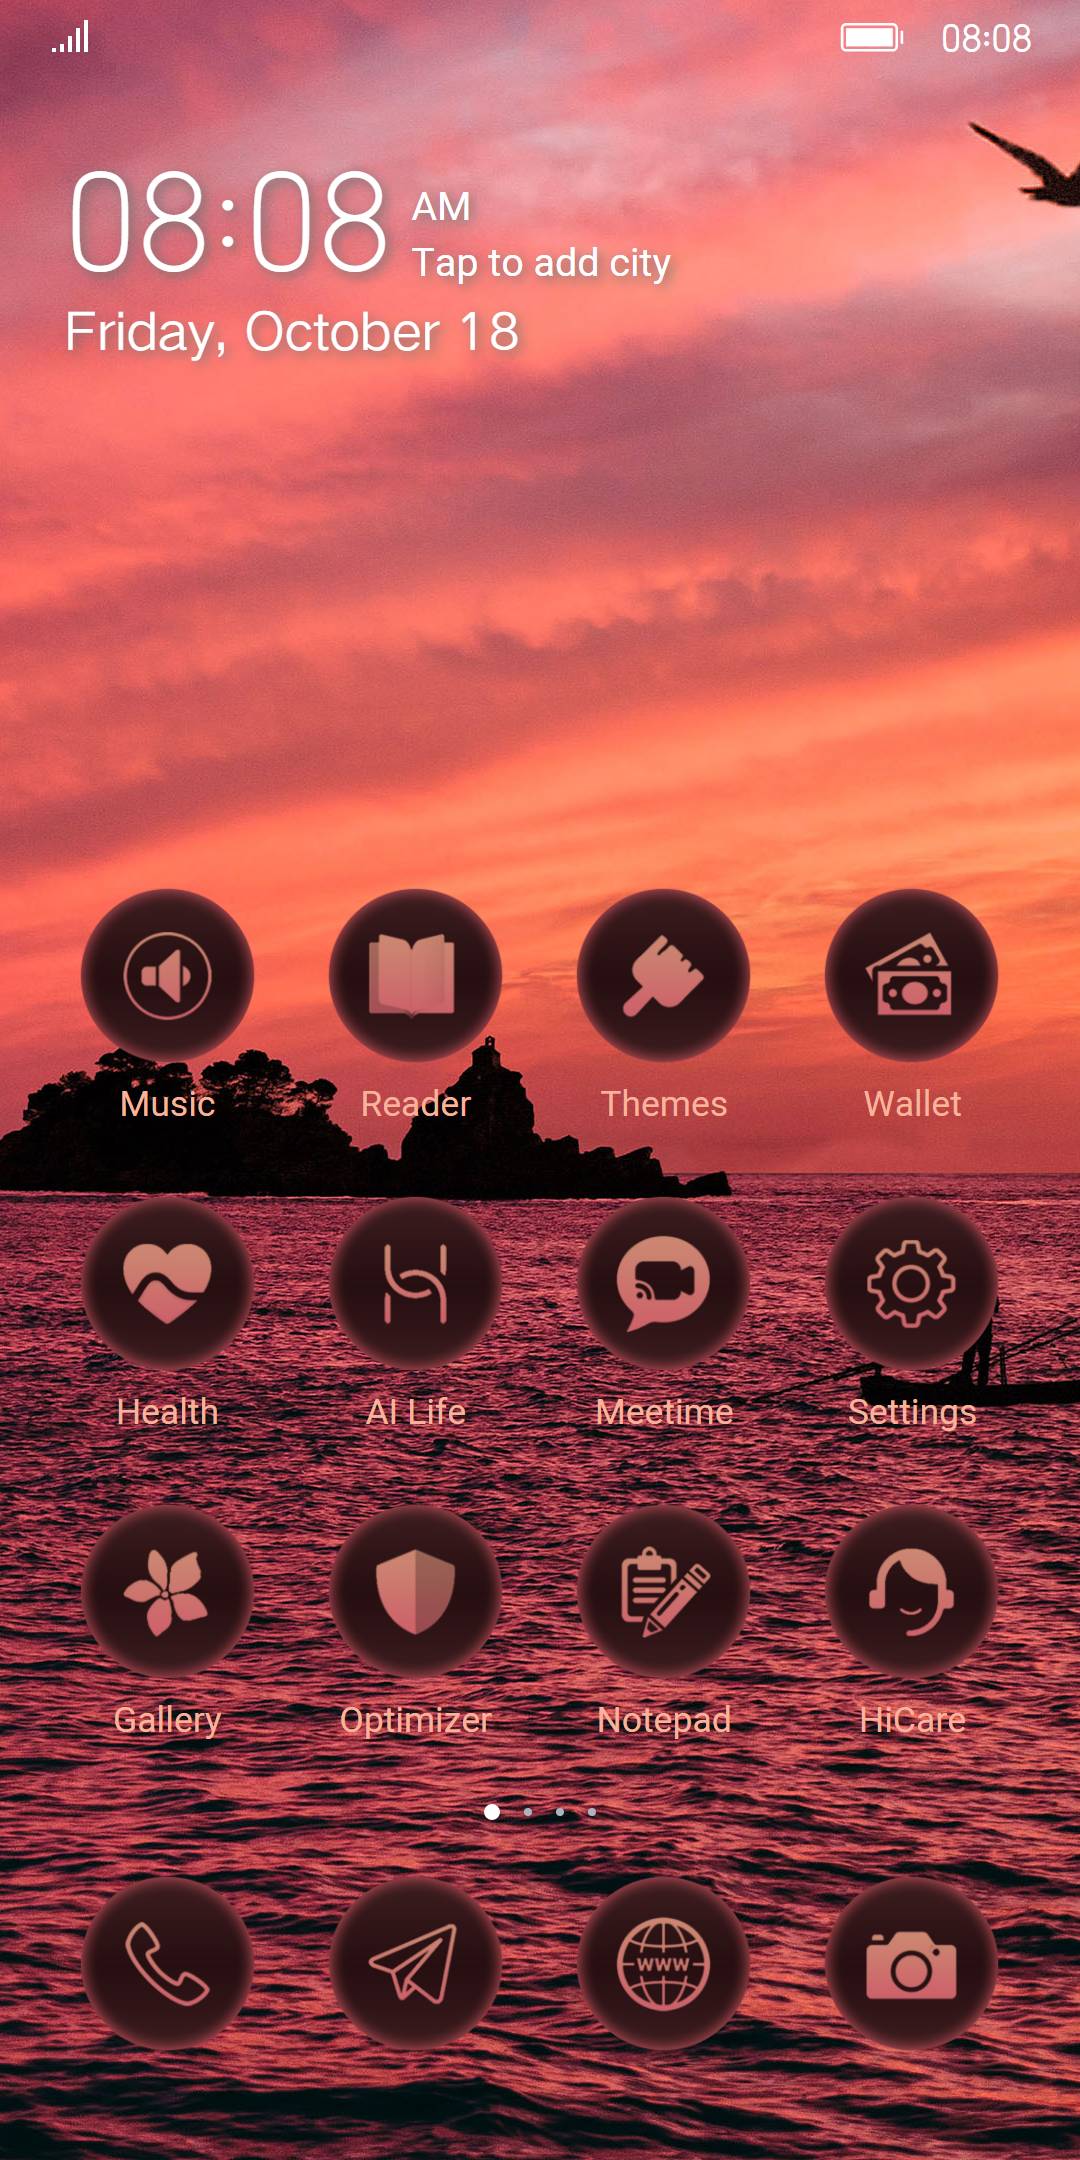 08:08
08:08 AM
Tap to add city
Friday, October 18
Music Reader Themes Wallet
Health AI Life Meetime Settings
Gallery Optimizer Notepad HiCare
www